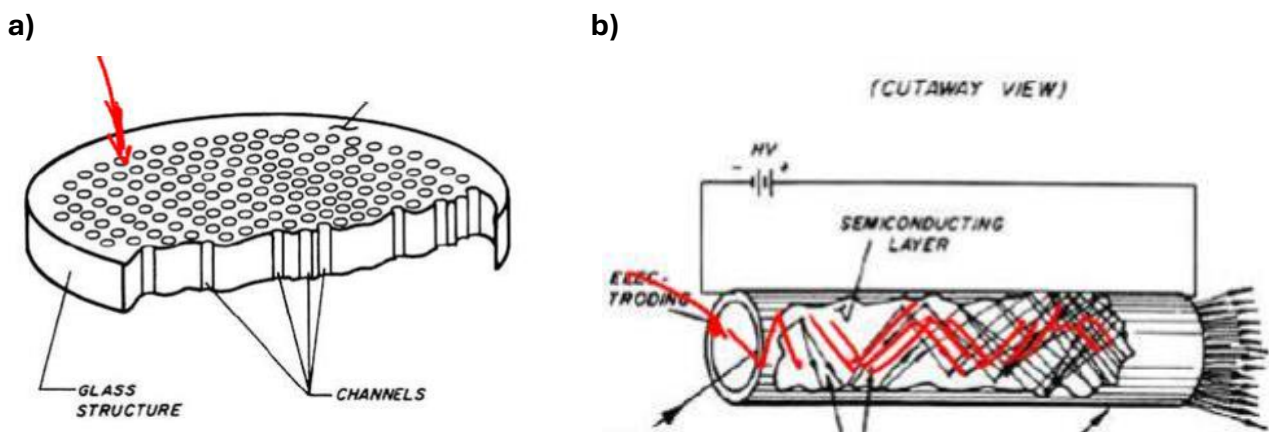 a)
b)
(CUTAWAY VIEW)
HV
- +
SEMICONDUCTING
LAYER
ELEC-
TRODING
GLASS
STRUCTURE
CHANNELS